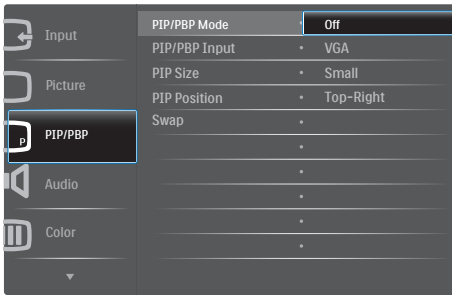 Input
Picture
P
PIP/PBP
Audio
Color
PIP/PBP Mode • Off
PIP/PBP Input • VGA
PIP Size • Small
PIP Position • Top-Right
Swap •